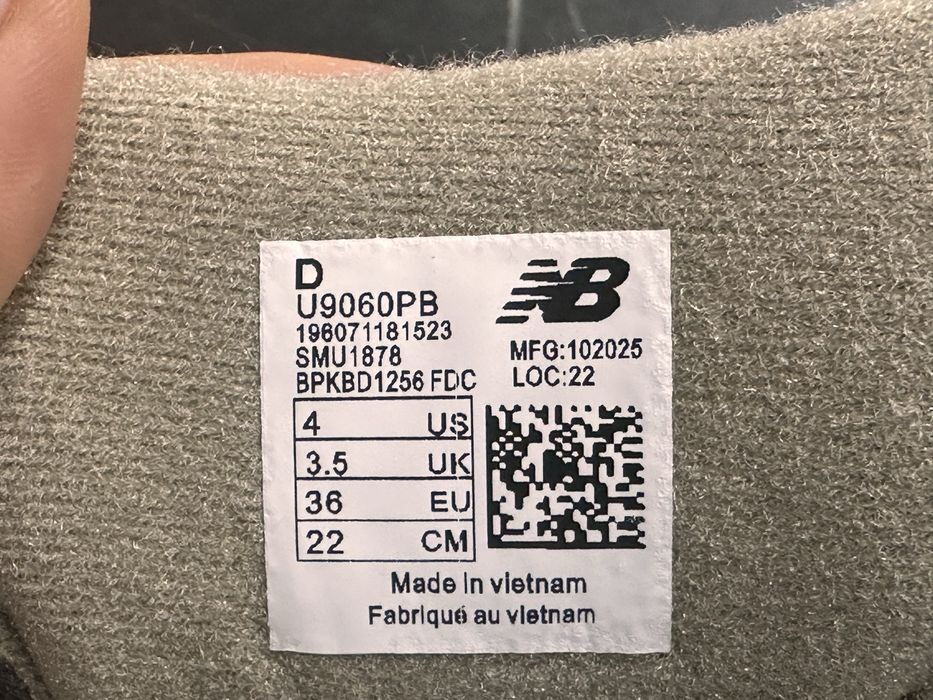 D
U9060PB
196071181523
SMU1878
BPKBD1256 FDC
NB
MFG:102025
LOC:22
4 US
3.5 UK
36 EU
22 CM
Made in vietnam
Fabriqué au vietnam